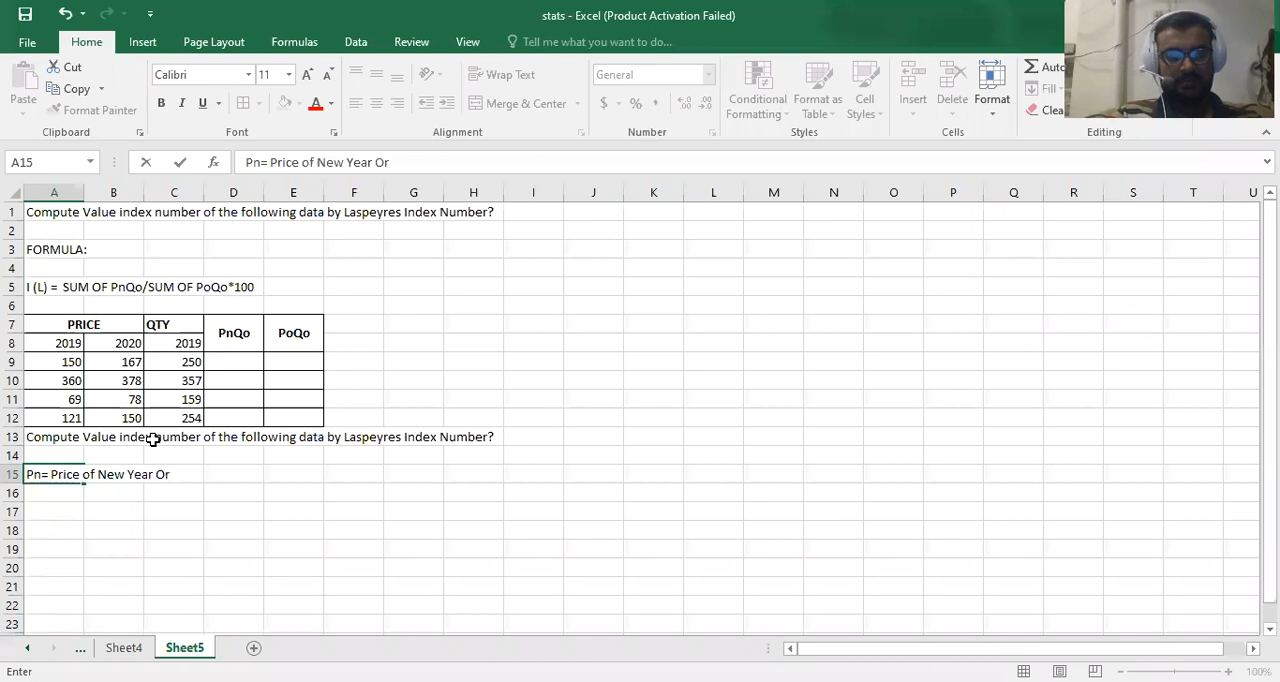 stats - Excel (Product Activation Failed)
File Home Insert Page Layout Formulas Data Review View Tell me what you want to do...
Paste Cut Copy Format Painter Clipboard
Calibri 11 A A B I U A Font
Wrap Text Merge & Center Alignment
General $ % Number
Conditional Formatting Format as Table Cell Styles Styles
Insert Delete Format Cells
Auto Fill Clea Editing
A15 fx Pn= Price of New Year Or
A B C D E F G H I J K L M N O P Q R S T U
1 Compute Value index number of the following data by Laspeyres Index Number?
2
3 FORMULA:
4
5 I (L) = SUM OF PnQo/SUM OF PoQo*100
6
7 PRICE QTY PnQo PoQo
8 2019 2020 2019
9 150 167 250
10 360 378 357
11 69 78 159
12 121 150 254
13 Compute Value index number of the following data by Laspeyres Index Number?
14
15 Pn= Price of New Year Or
16
17
18
19
20
21
22
23
... Sheet4 Sheet5
Enter 100%